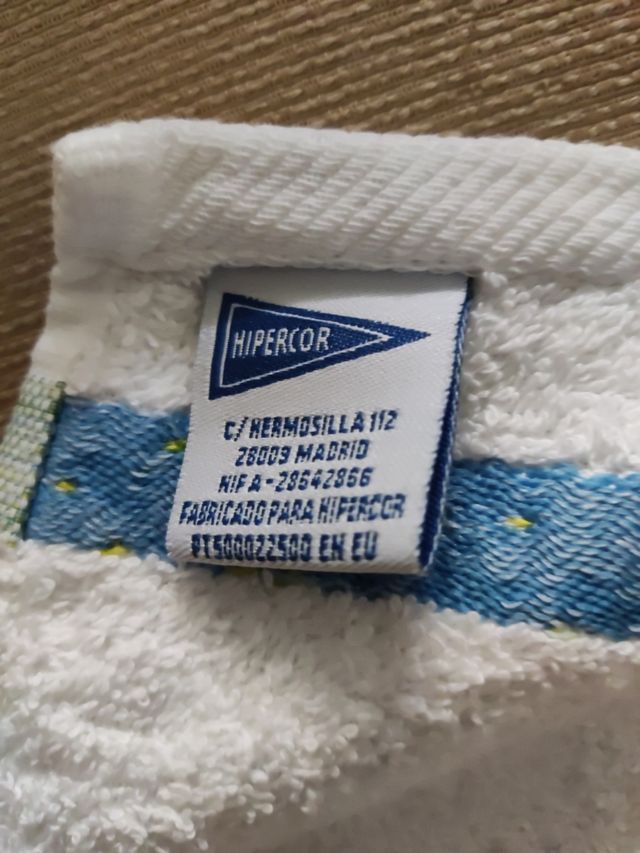 HIPERCOR
C/ HERMOSILLA 112
28009 MADRID
NIF A-28642866
FABRICADO PARA HIPERCOR
PT500022500 EN EU